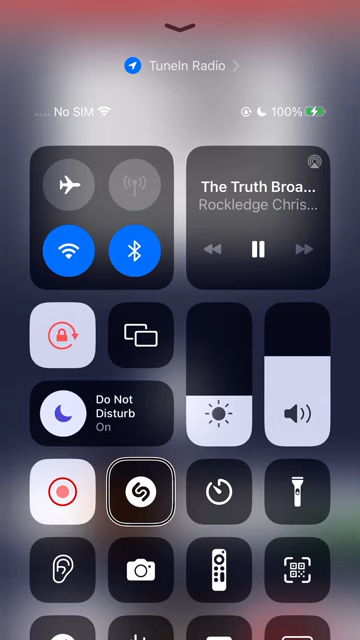 TuneIn Radio
No SIM
100%
The Truth Broa...
Rockledge Chris...
Do Not
Disturb
On